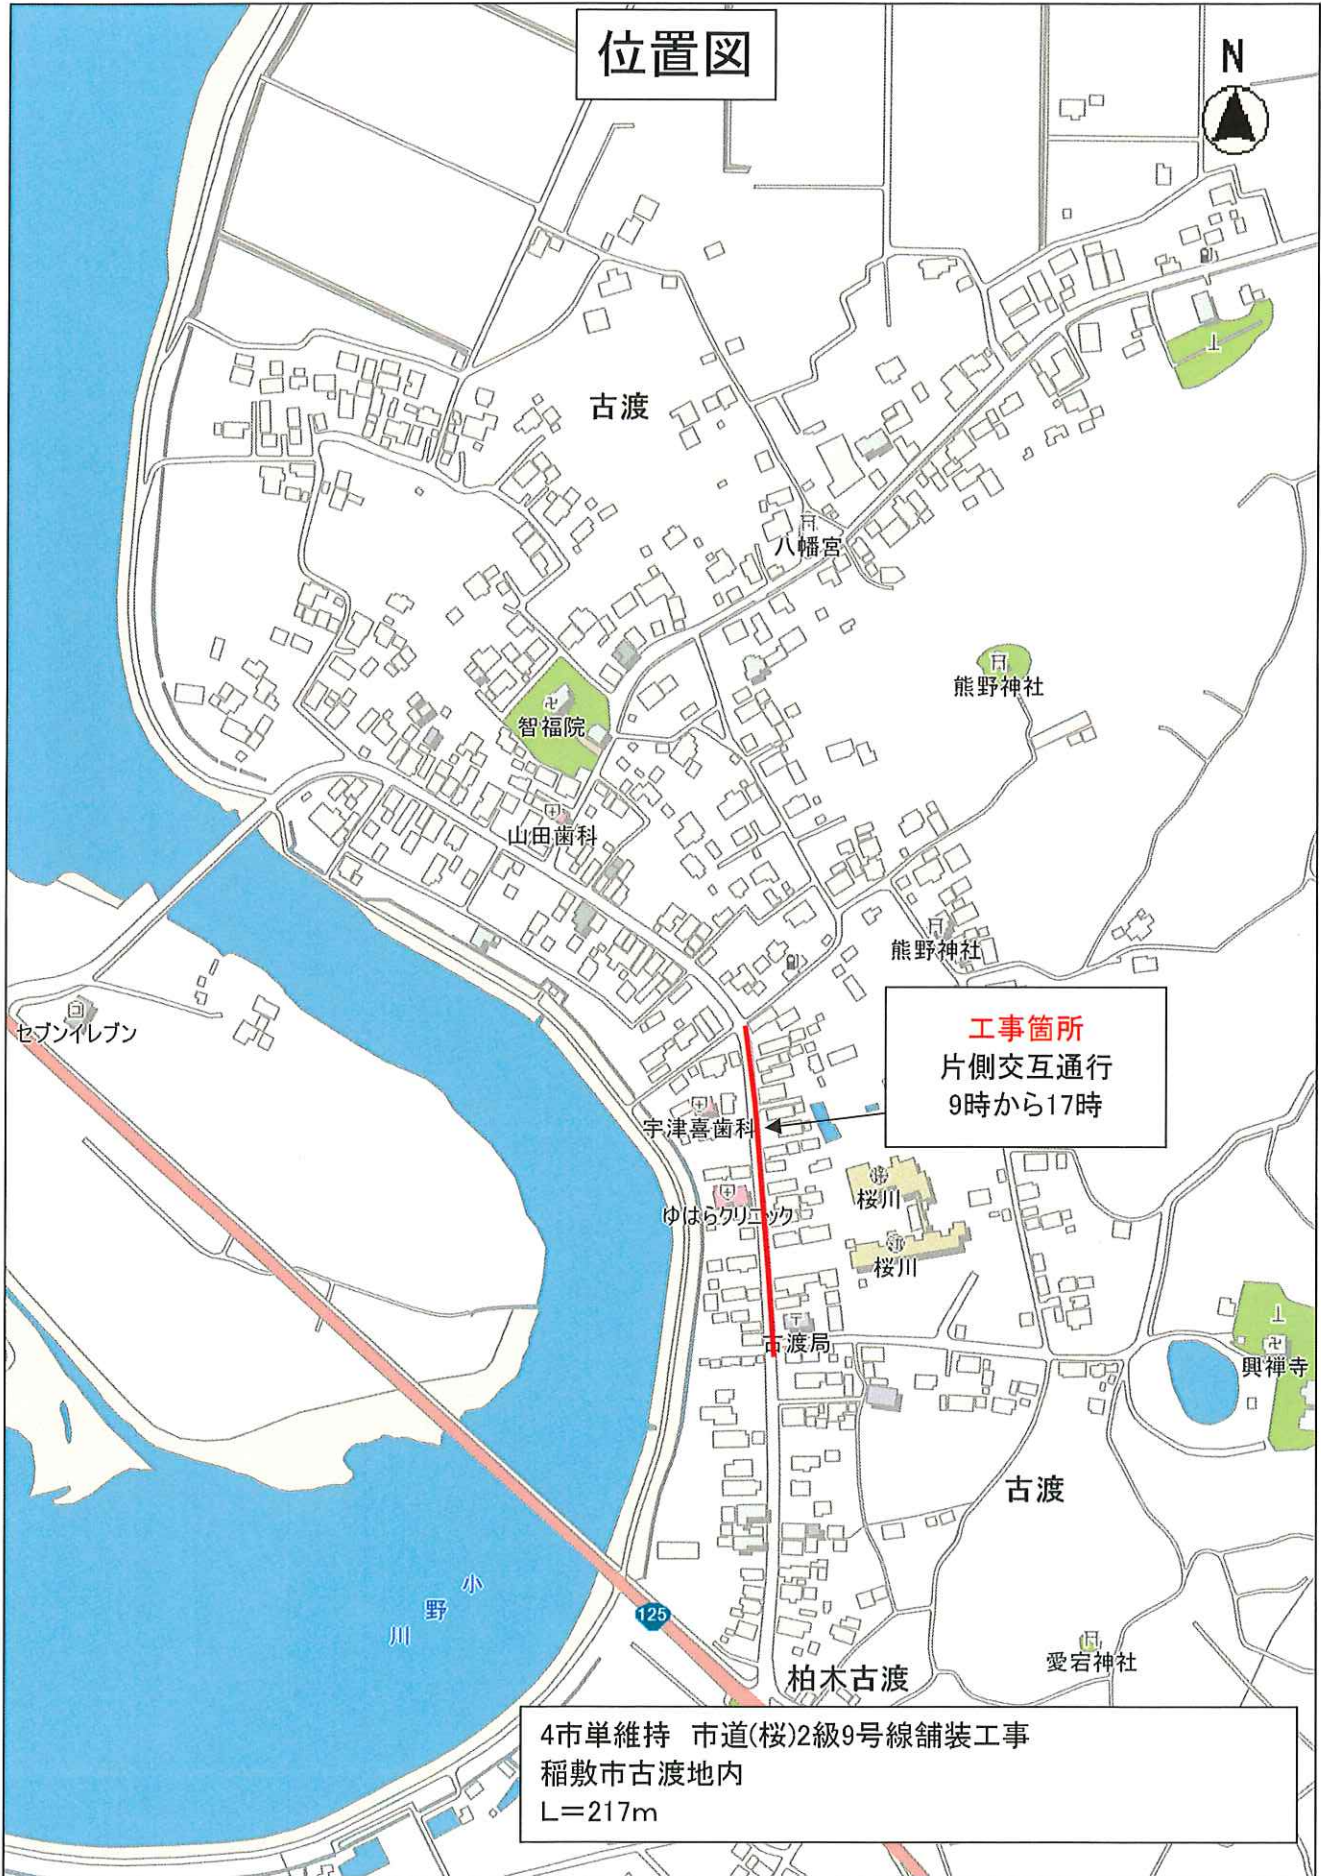 位置図
N
古渡
八幡宮
熊野神社
智福院
山田歯科
熊野神社
セブンイレブン
工事箇所
片側交互通行
9時から17時
宇津喜歯科
桜川
ゆはらクリニック
桜川
古渡局
興禅寺
古渡
小
野
川
125
愛宕神社
柏木古渡
4市単維持 市道(桜)2級9号線舗装工事
稲敷市古渡地内
L=217m